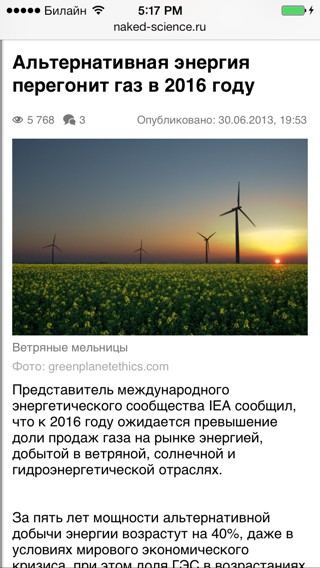 Билайн 5:17 PM
naked-science.ru
Альтернативная энергия
перегонит газ в 2016 году
5 768 3 Опубликовано: 30.06.2013, 19:53
Ветряные мельницы
Фото: greenplanetethics.com
Представитель международного
энергетического сообщества IEA сообщил,
что к 2016 году ожидается превышение
доли продаж газа на рынке энергией,
добытой в ветряной, солнечной и
гидроэнергетической отраслях.
За пять лет мощности альтернативной
добычи энергии возрастут на 40%, даже в
условиях мирового экономического
кризиса, при этом доля ГЭС в возрастаниях